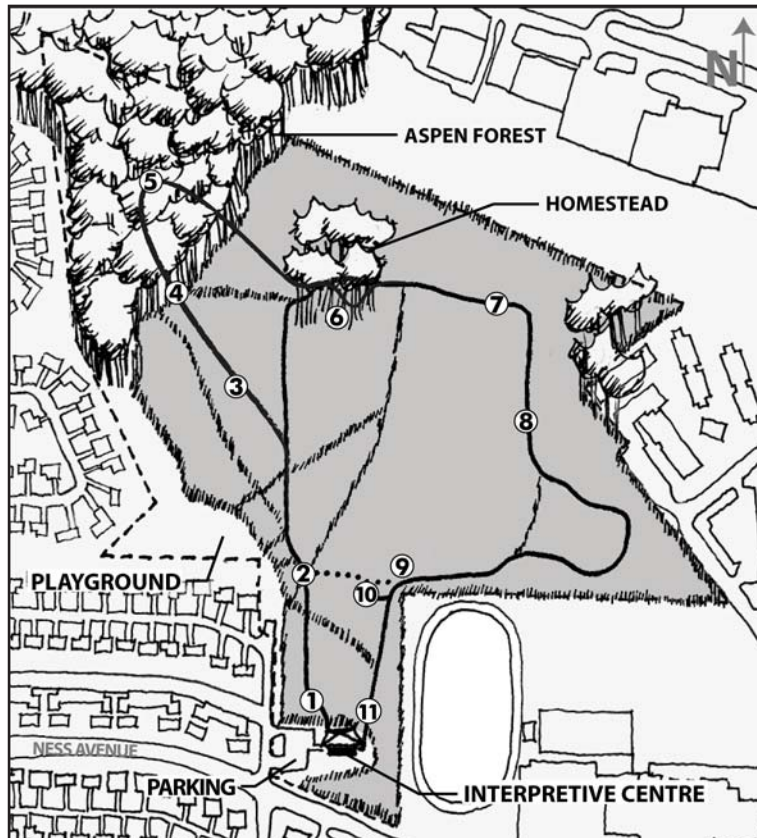 N
ASPEN FOREST
5
HOMESTEAD
4
6
7
3
8
PLAYGROUND
2
9
10
1
11
NESS AVENUE
PARKING
INTERPRETIVE CENTRE